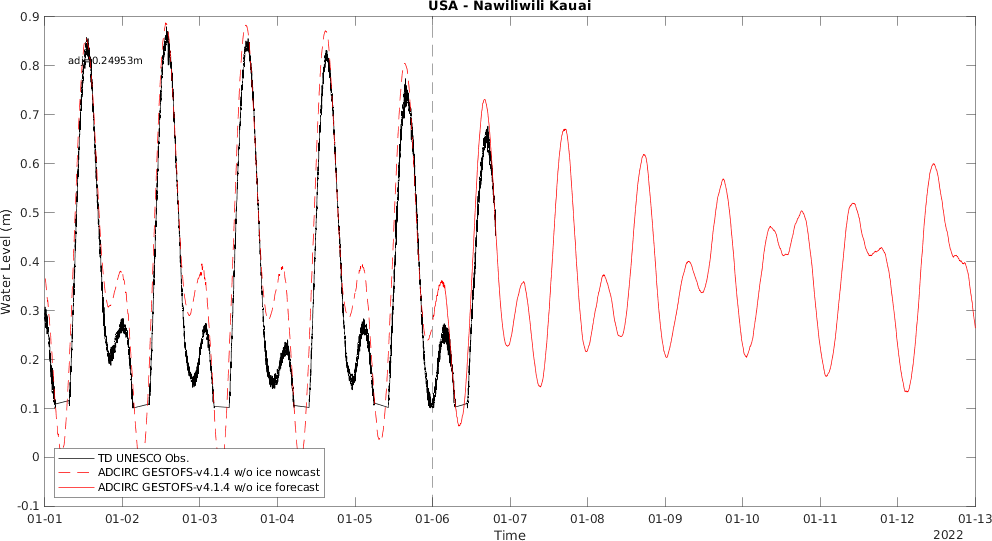 USA - Nawiliwili Kauai
0.9
0.8
0.7
0.6
0.5
0.4
0.3
0.2
0.1
0
-0.1
Water Level (m)
adj=0.24953m
TD UNESCO Obs.
ADCIRC GESTOFS-v4.1.4 w/o ice nowcast
ADCIRC GESTOFS-v4.1.4 w/o ice forecast
01-01 01-02 01-03 01-04 01-05 01-06 01-07 01-08 01-09 01-10 01-11 01-12 01-13
Time
2022